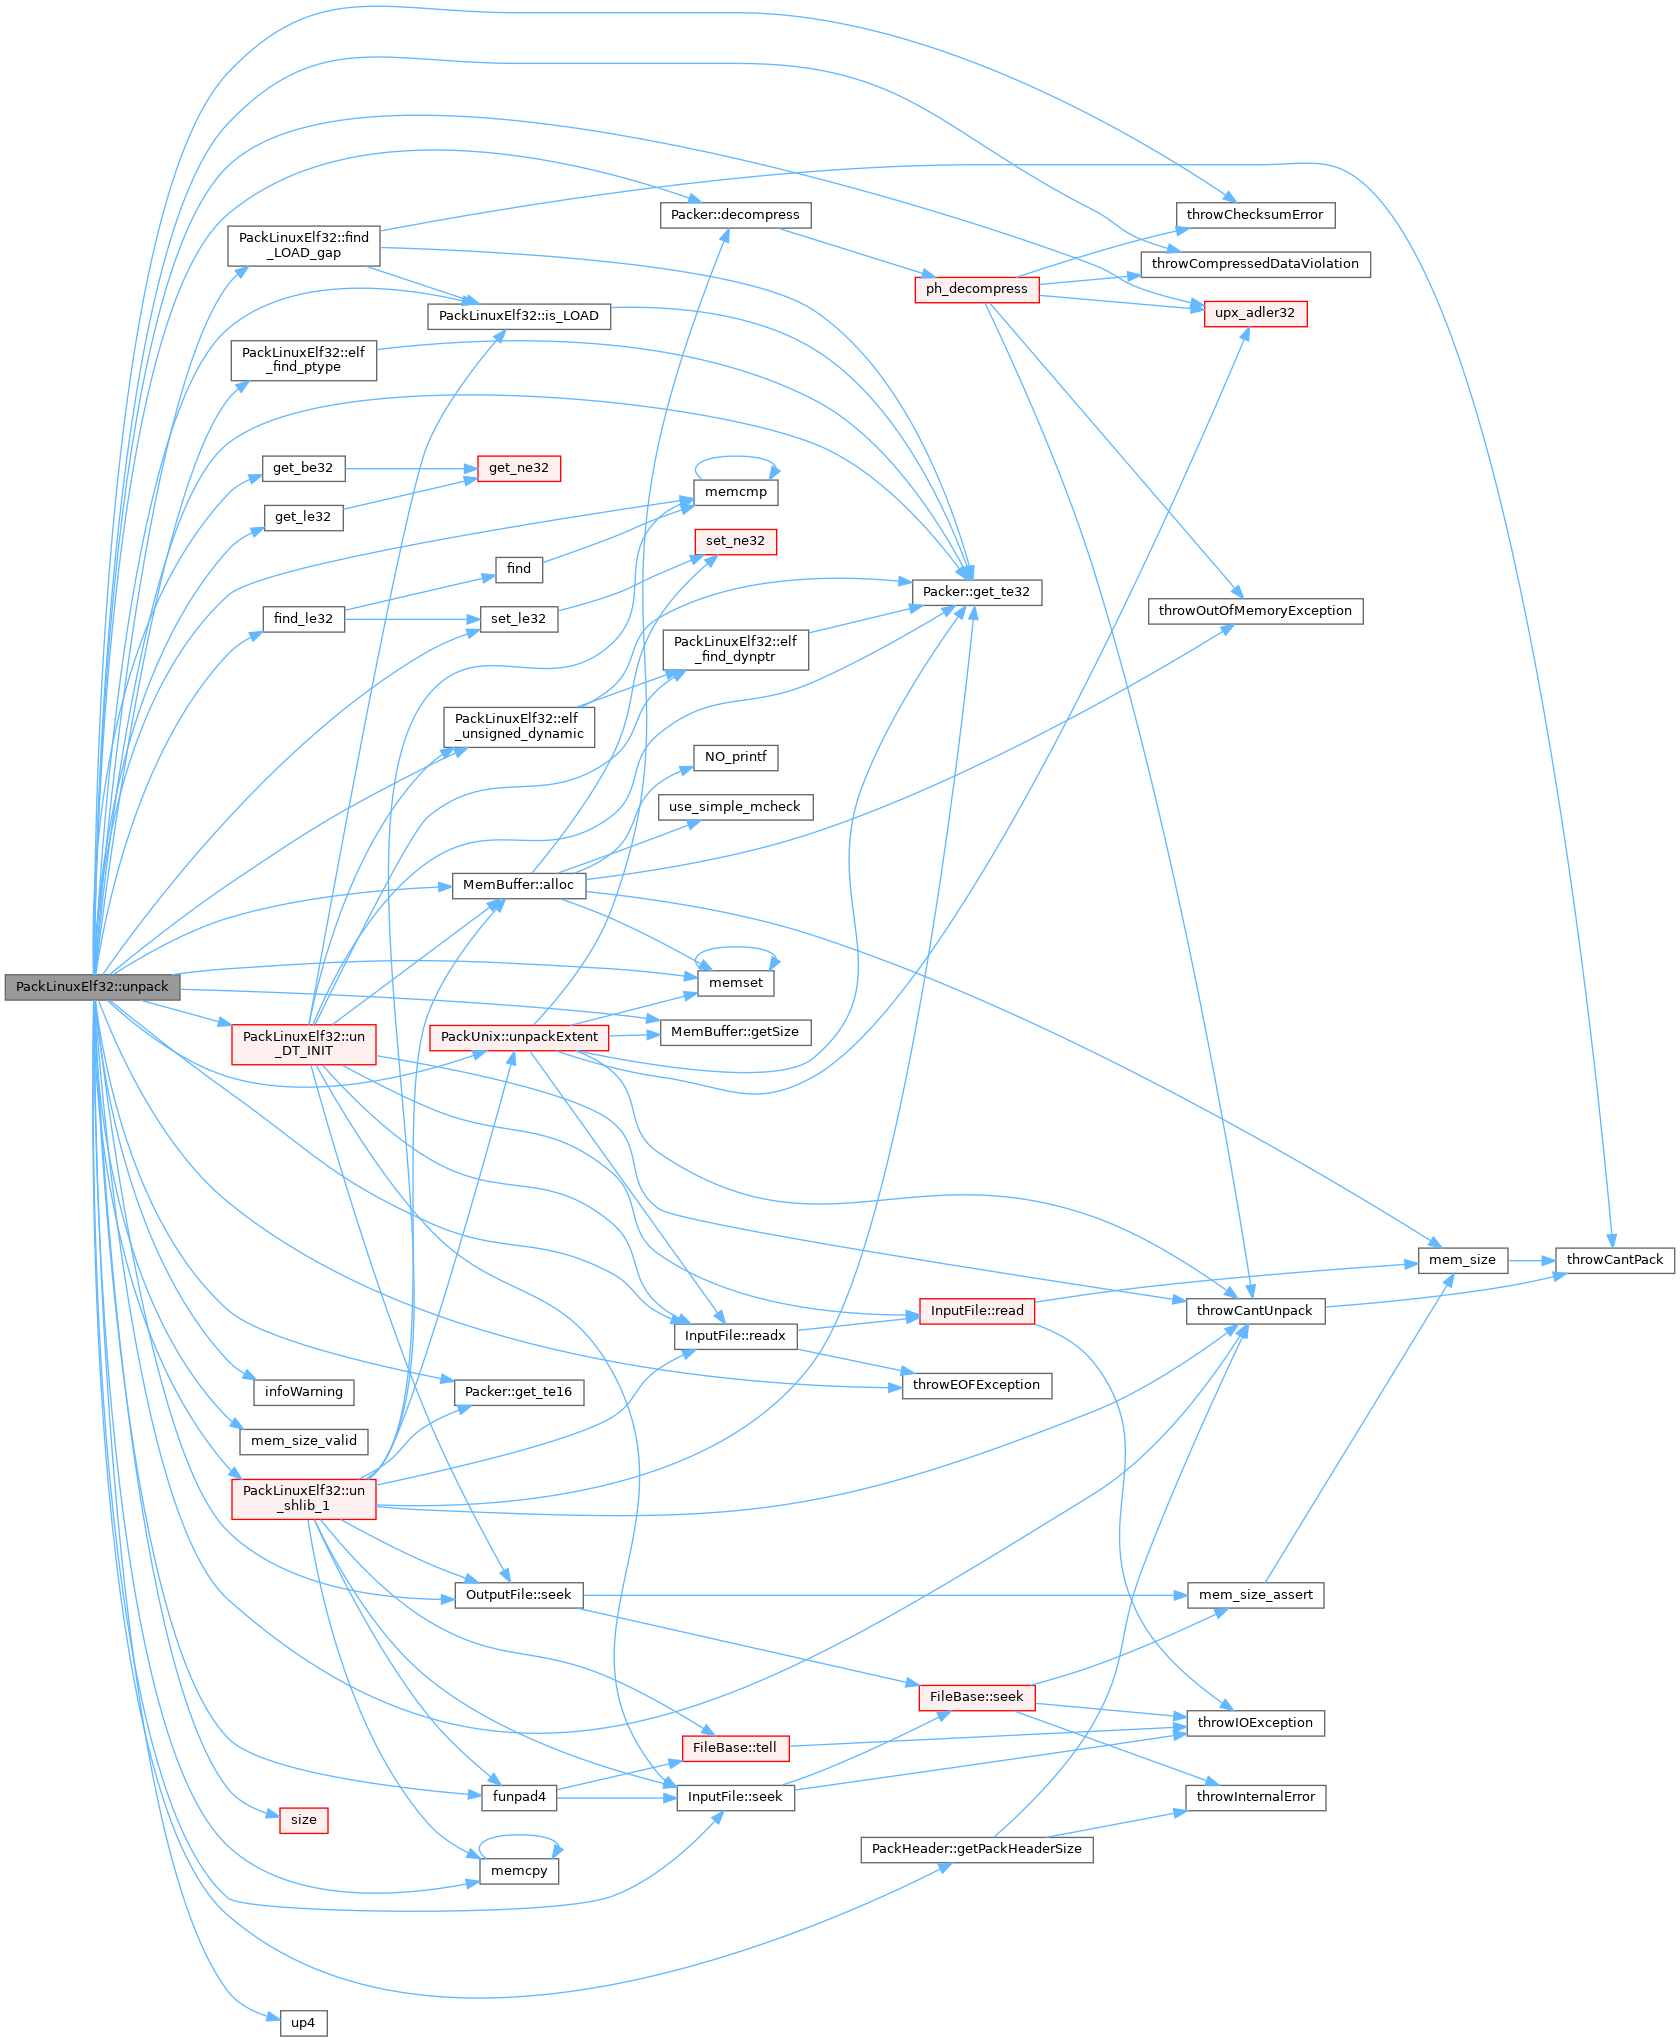 Packer::decompress
throwChecksumError
PackLinuxElf32::find
_LOAD_gap
throwCompressedDataViolation
ph_decompress
PackLinuxElf32::is_LOAD
upx_adler32
PackLinuxElf32::elf
_find_ptype
get_be32
get_ne32
memcmp
get_le32
set_ne32
find
Packer::get_te32
throwOutOfMemoryException
find_le32
set_le32
PackLinuxElf32::elf
_find_dynptr
PackLinuxElf32::elf
_unsigned_dynamic
NO_printf
use_simple_mcheck
MemBuffer::alloc
PackLinuxElf32::unpack
memset
PackLinuxElf32::un
_DT_INIT
PackUnix::unpackExtent
MemBuffer::getSize
mem_size
throwCantPack
InputFile::read
throwCantUnpack
InputFile::readx
infoWarning
Packer::get_te16
throwEOFException
mem_size_valid
PackLinuxElf32::un
_shlib_1
OutputFile::seek
mem_size_assert
FileBase::seek
throwIOException
FileBase::tell
funpad4
InputFile::seek
throwInternalError
size
PackHeader::getPackHeaderSize
memcpy
up4